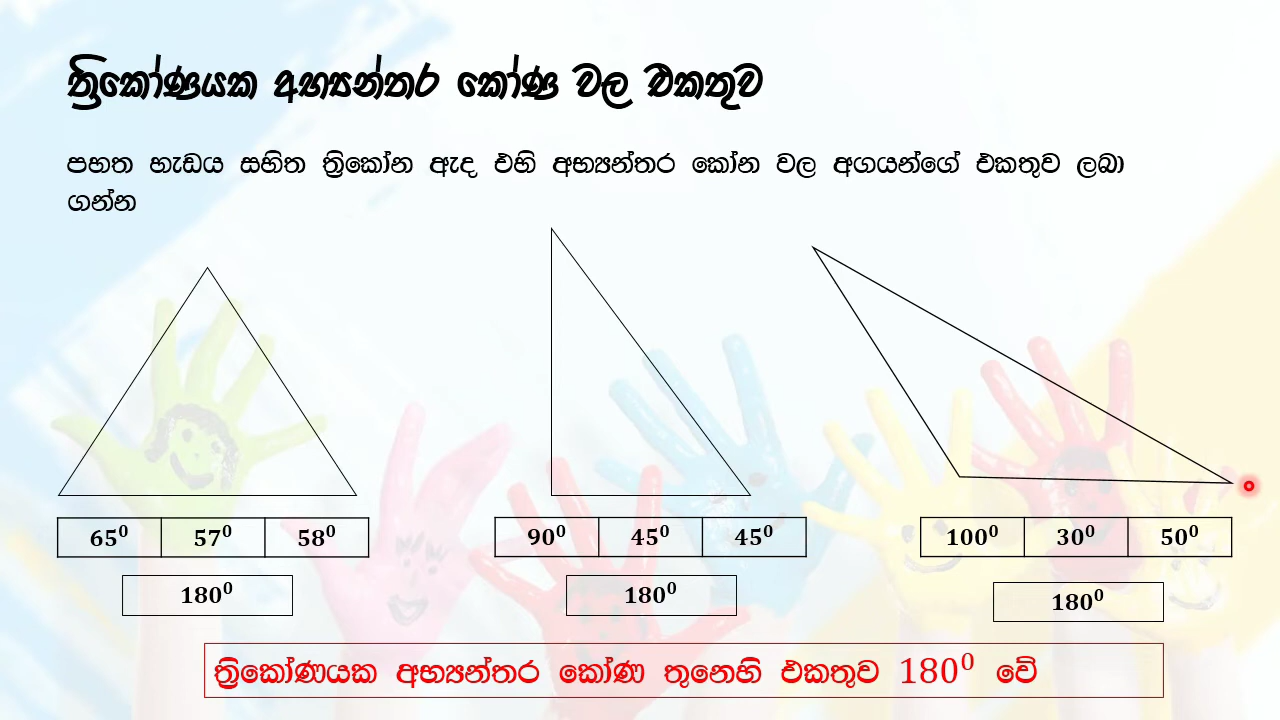 ත්‍රිකෝණයක අභ්‍යන්තර කෝණ වල එකතුව
පහත හැඩය සහිත ත්‍රිකෝන ඇද එහි අභ්‍යන්තර කෝන වල අගයන්ගේ එකතුව ලබා
ගන්න
65⁰ 57⁰ 58⁰
180⁰
90⁰ 45⁰ 45⁰
180⁰
100⁰ 30⁰ 50⁰
180⁰
ත්‍රිකෝණයක අභ්‍යන්තර කෝණ තුනෙහි එකතුව 180⁰ වේ